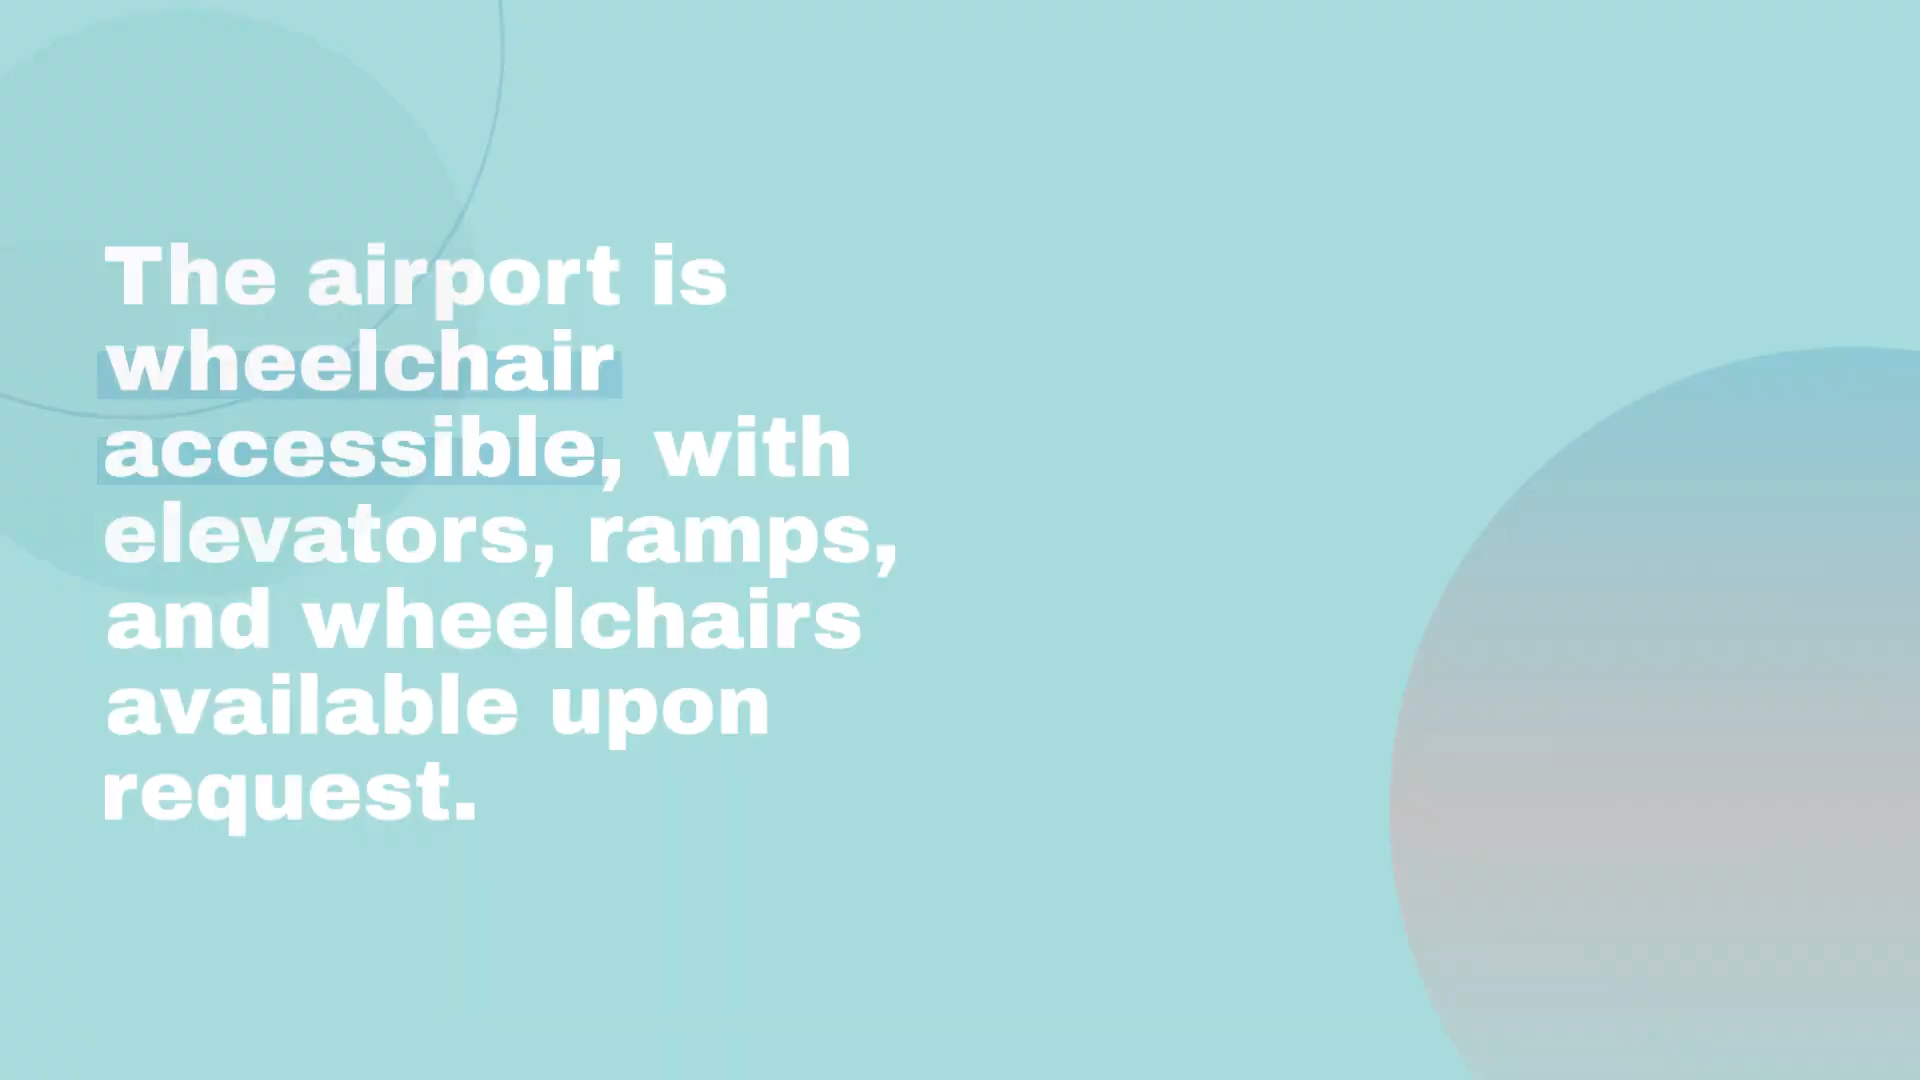 The airport is
wheelchair
accessible, with
elevators, ramps,
and wheelchairs
available upon
request.